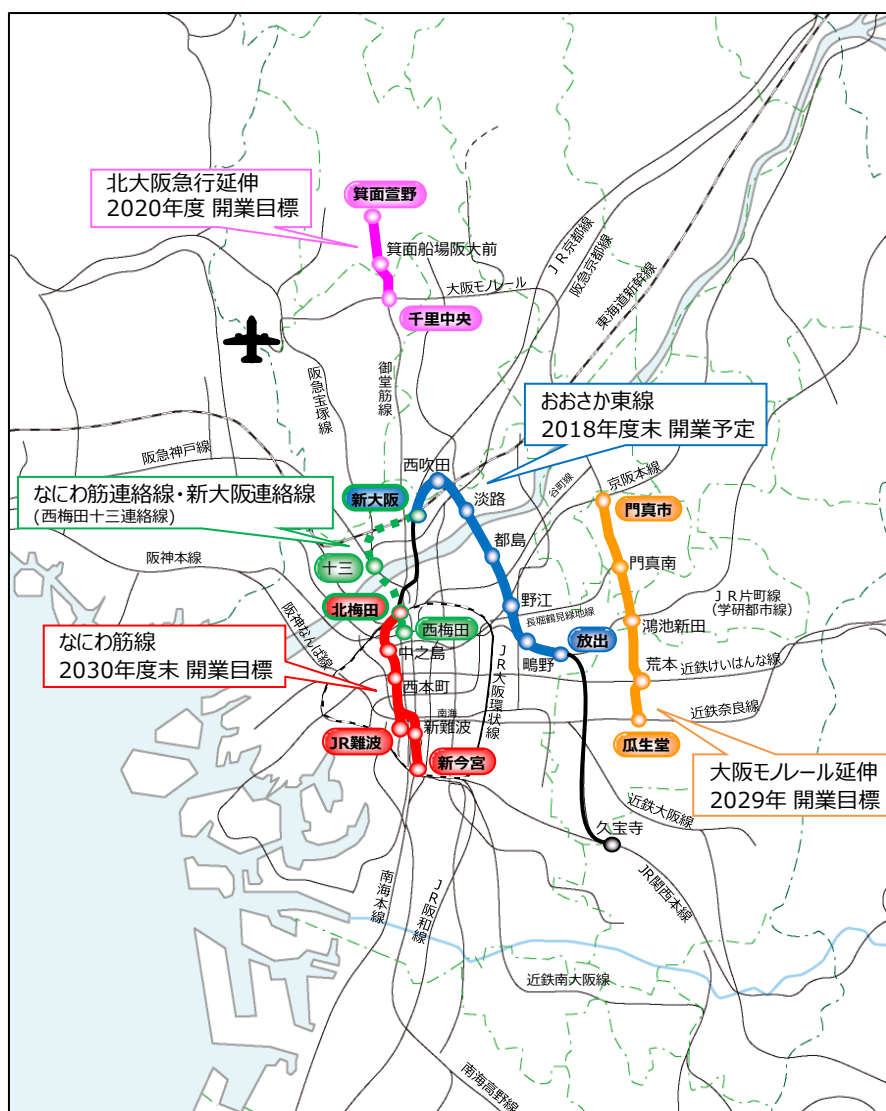 箕面萱野
北大阪急行延伸
2020年度 開業目標
箕面船場阪大前
大阪モノレール
千里中央
JR京都線
阪急京都線
東海道新幹線
阪急宝塚線
御堂筋線
おおさか東線
2018年度末 開業予定
阪急神戸線
西吹田
谷町線
京阪本線
なにわ筋連絡線・新大阪連絡線
(西梅田十三連絡線)
新大阪
淡路
門真市
阪神本線
都島
十三
門真南
北梅田
野江
JR片町線
(学研都市線)
阪神なんば線
長堀鶴見緑地線
西梅田
鴻池新田
なにわ筋線
2030年度末 開業目標
中之島
JR大阪環状線
鴫野
放出
荒本
近鉄けいはんな線
西本町
南海
新難波
近鉄奈良線
JR難波
瓜生堂
新今宮
大阪モノレール延伸
2029年 開業目標
近鉄大阪線
久宝寺
JR関西本線
南海本線
JR阪和線
近鉄南大阪線
南海高野線